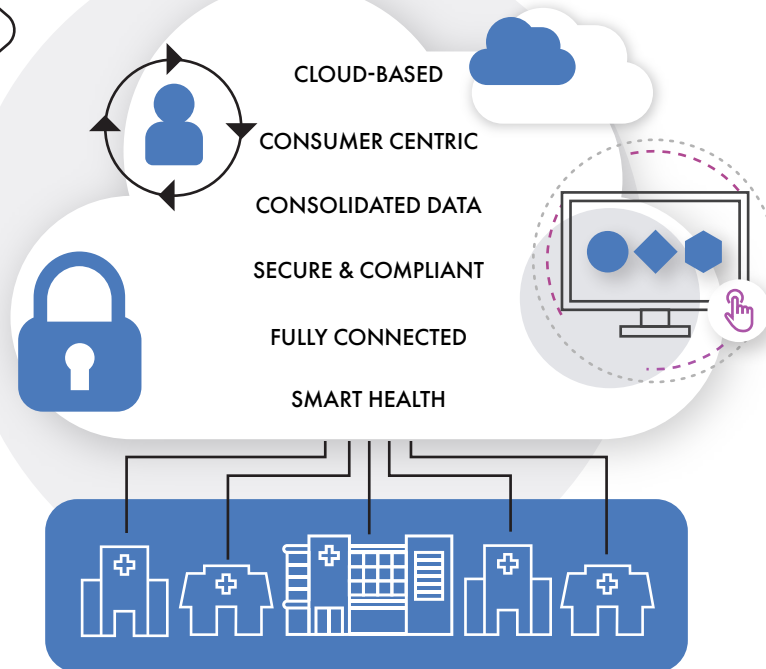 CLOUD-BASED
CONSUMER CENTRIC
CONSOLIDATED DATA
SECURE & COMPLIANT
FULLY CONNECTED
SMART HEALTH